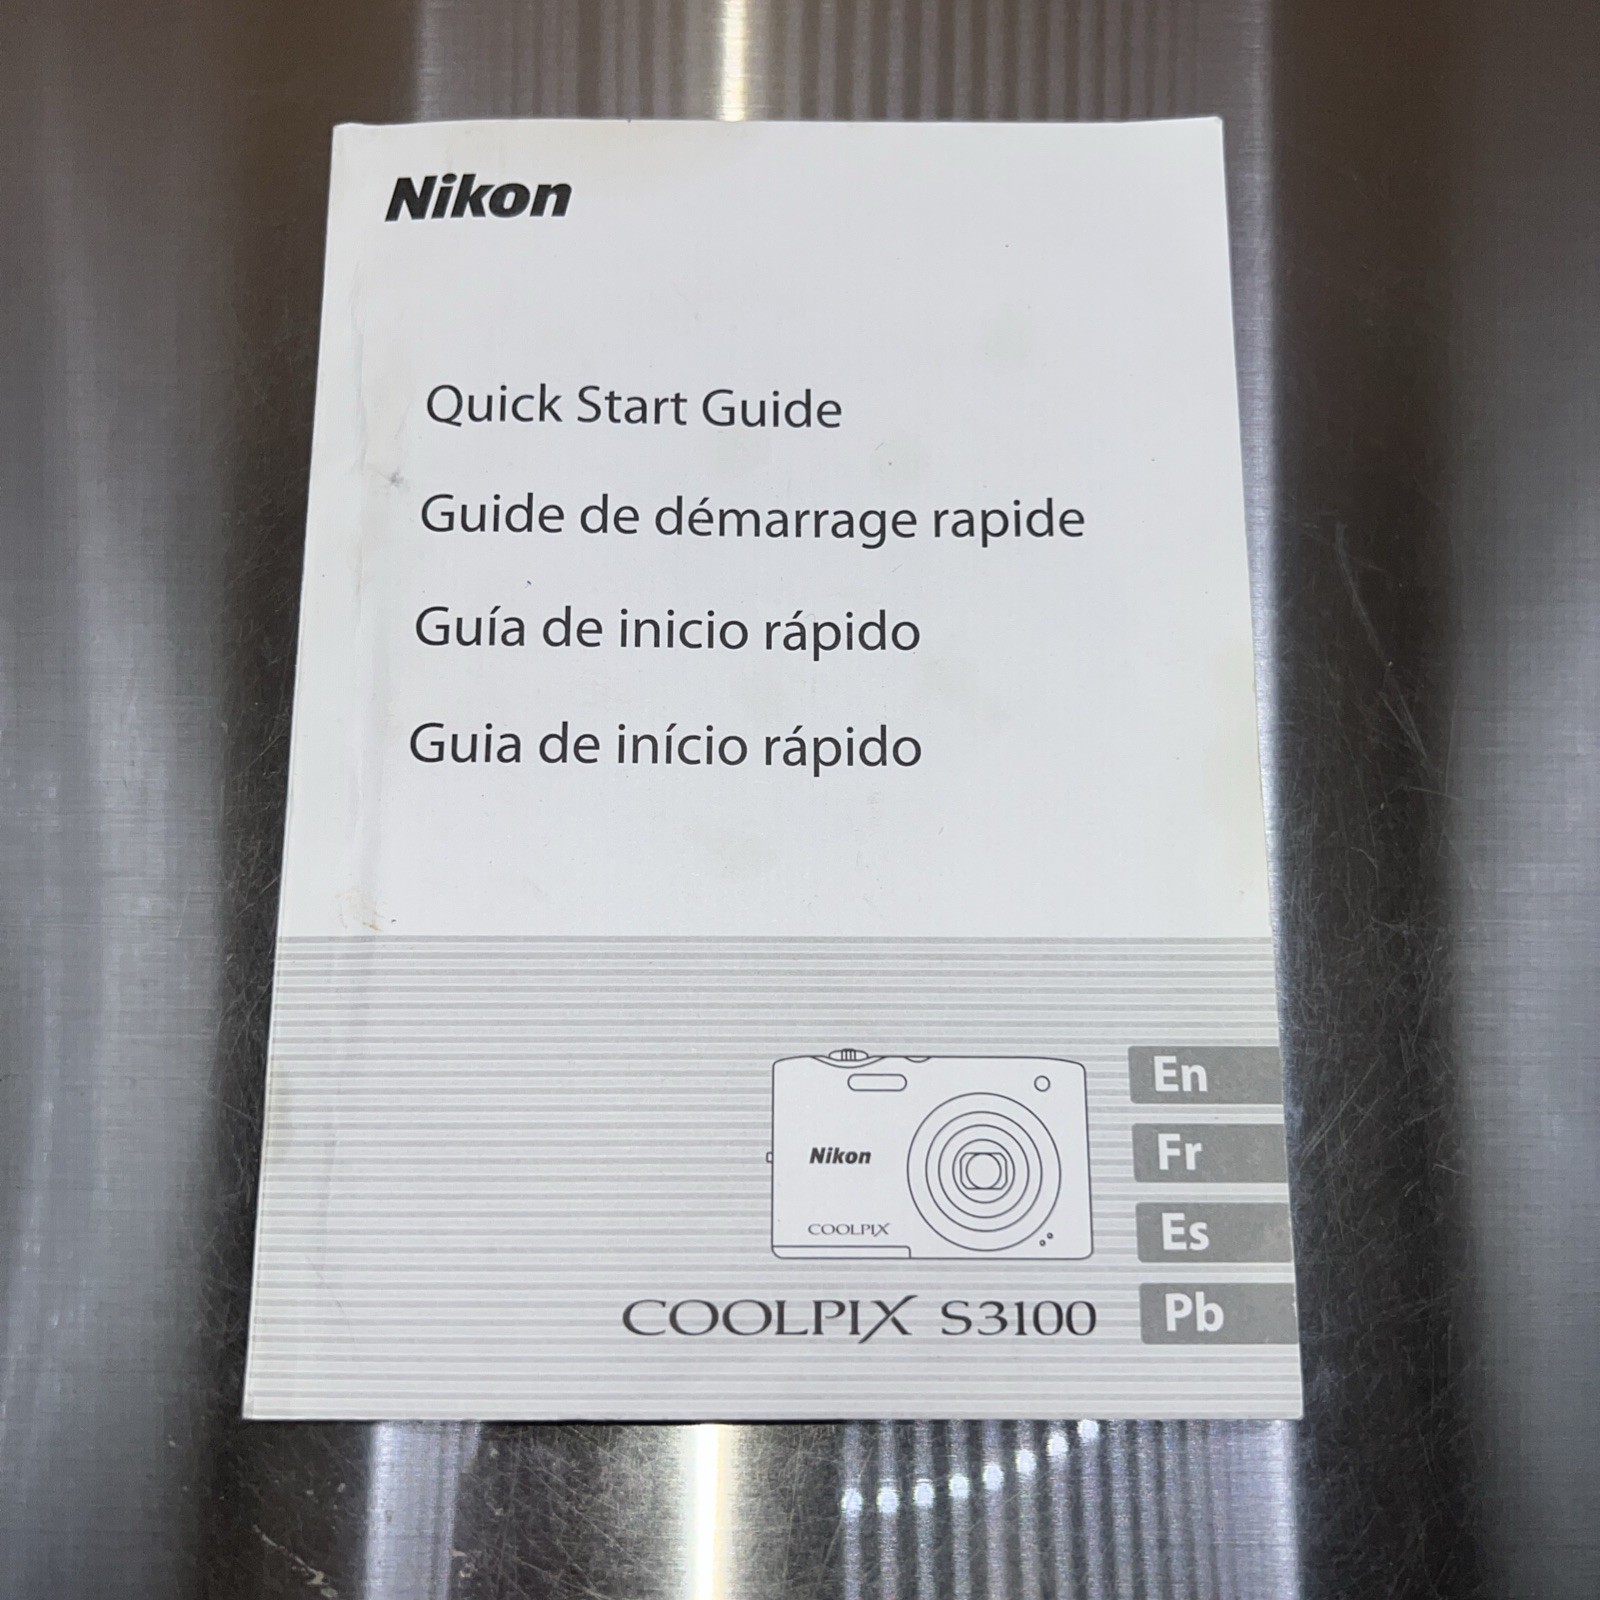 Nikon
Quick Start Guide
Guide de démarrage rapide
Guía de inicio rápido
Guia de início rápido
En
Fr
Nikon
Es
COOLPIX
COOLPIX S3100
Pb